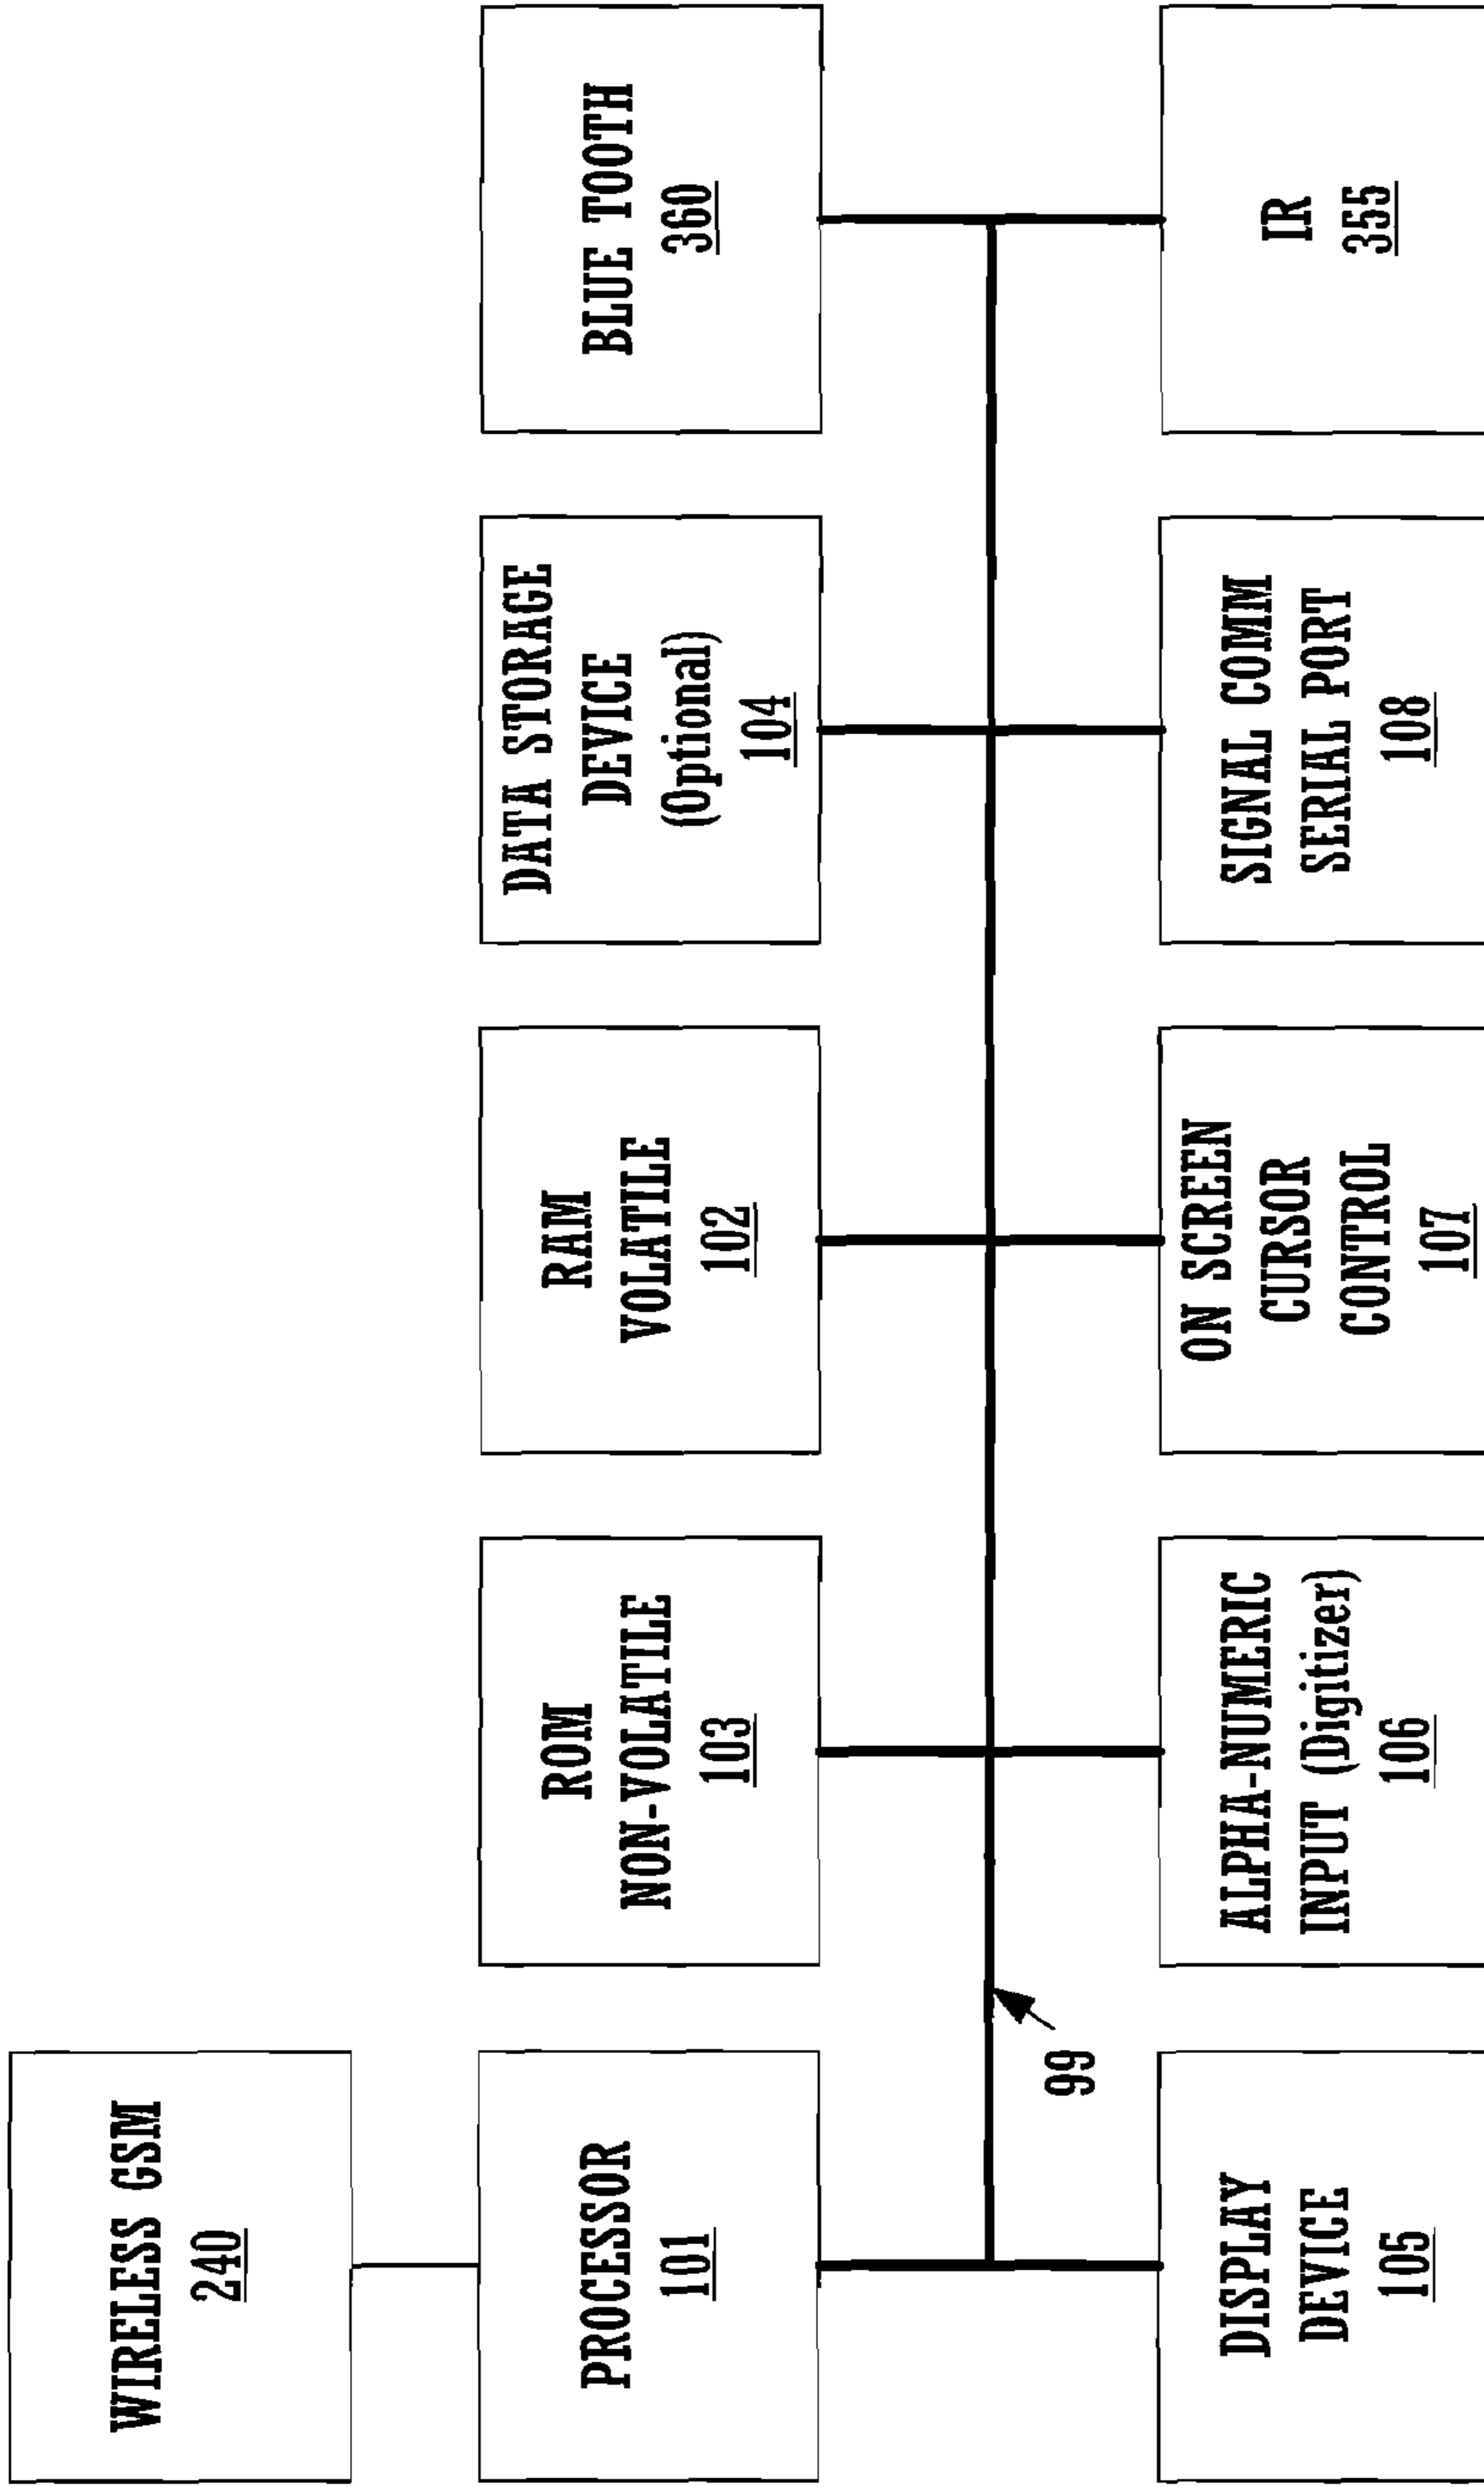 WIRELESS GSM
240
PROCESSOR
101
ROM
NON-VOLATILE
103
RAM
VOLATILE
102
DATA STORAGE
DEVICE
(Optional)
104
BLUE TOOTH
360
99
DISPLAY
DEVICE
105
ALPHA-NUMERIC
INPUT (Digitizer)
106
ON SCREEN
CURSOR
CONTROL
107
SIGNAL COMM
SERIAL PORT
108
IR
355